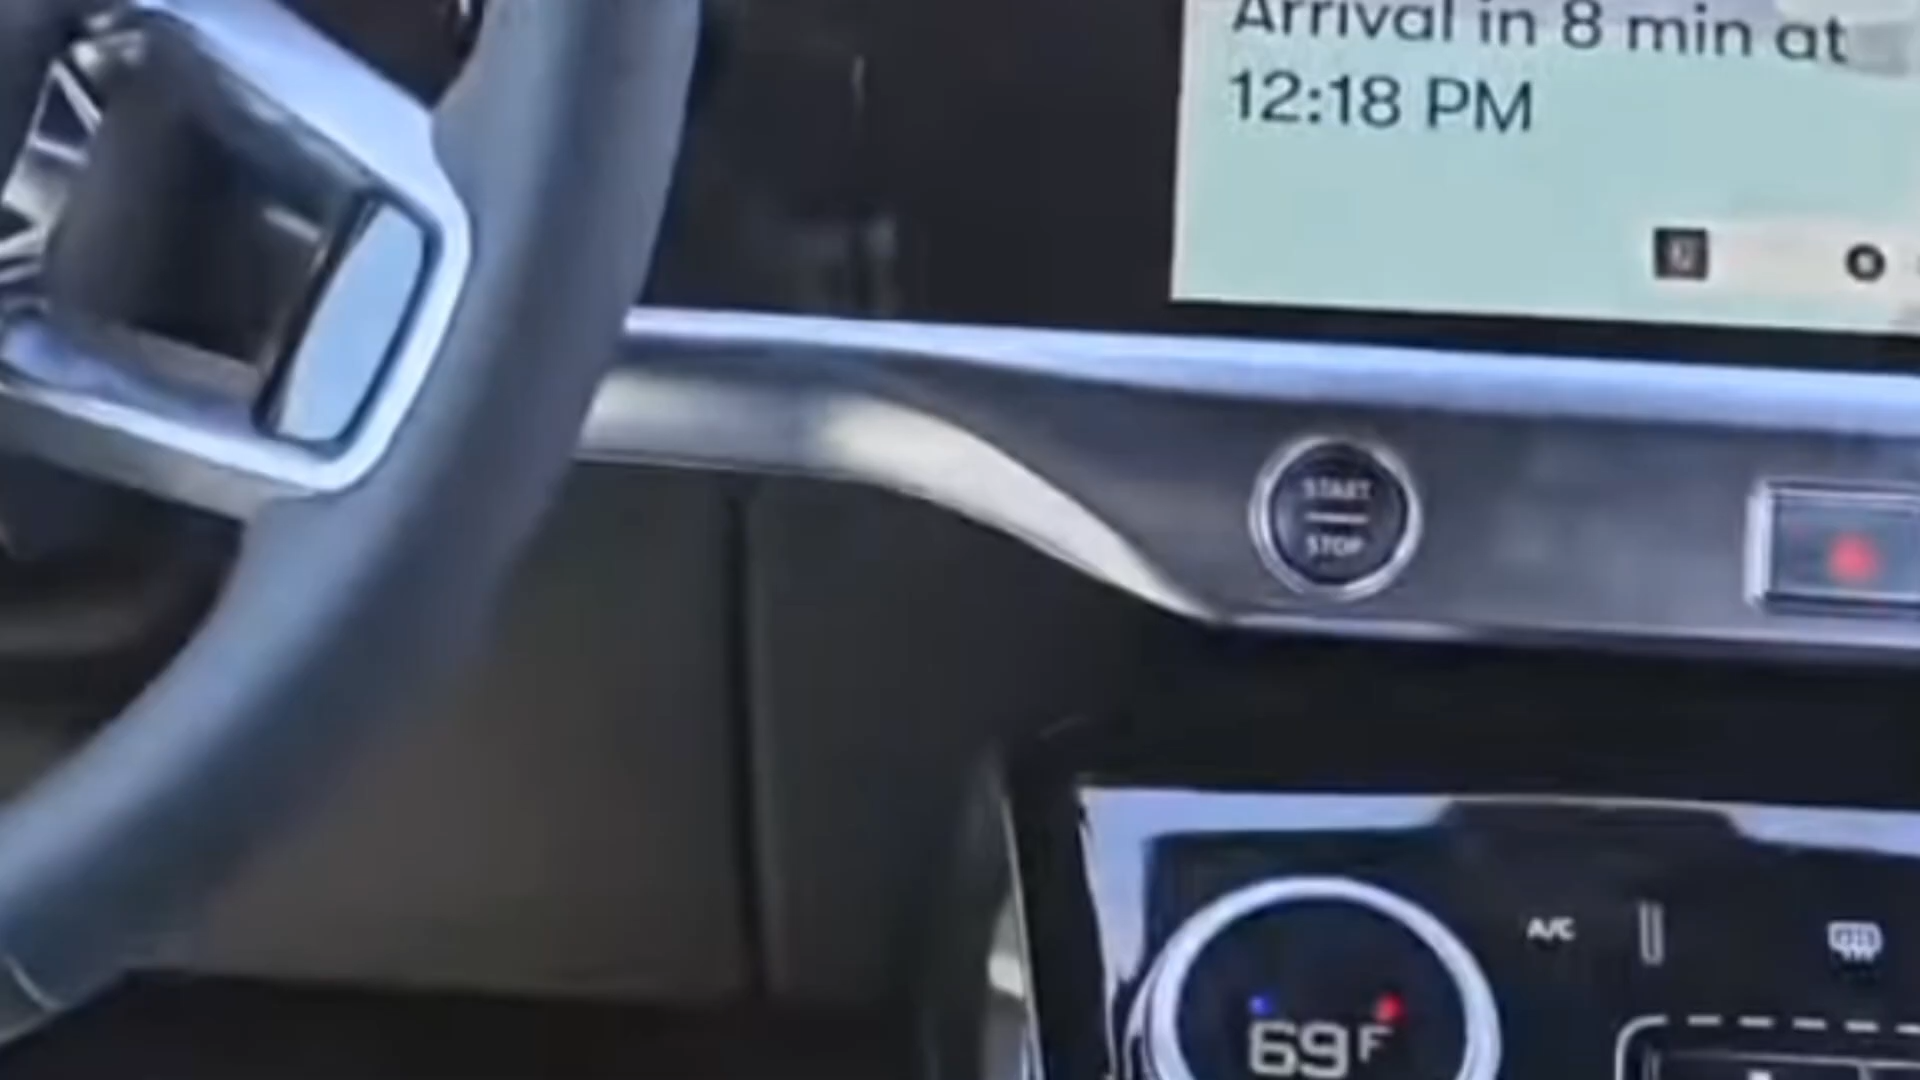 Arrival in 8 min at
12:18 PM
START
STOP
A/C
69 F